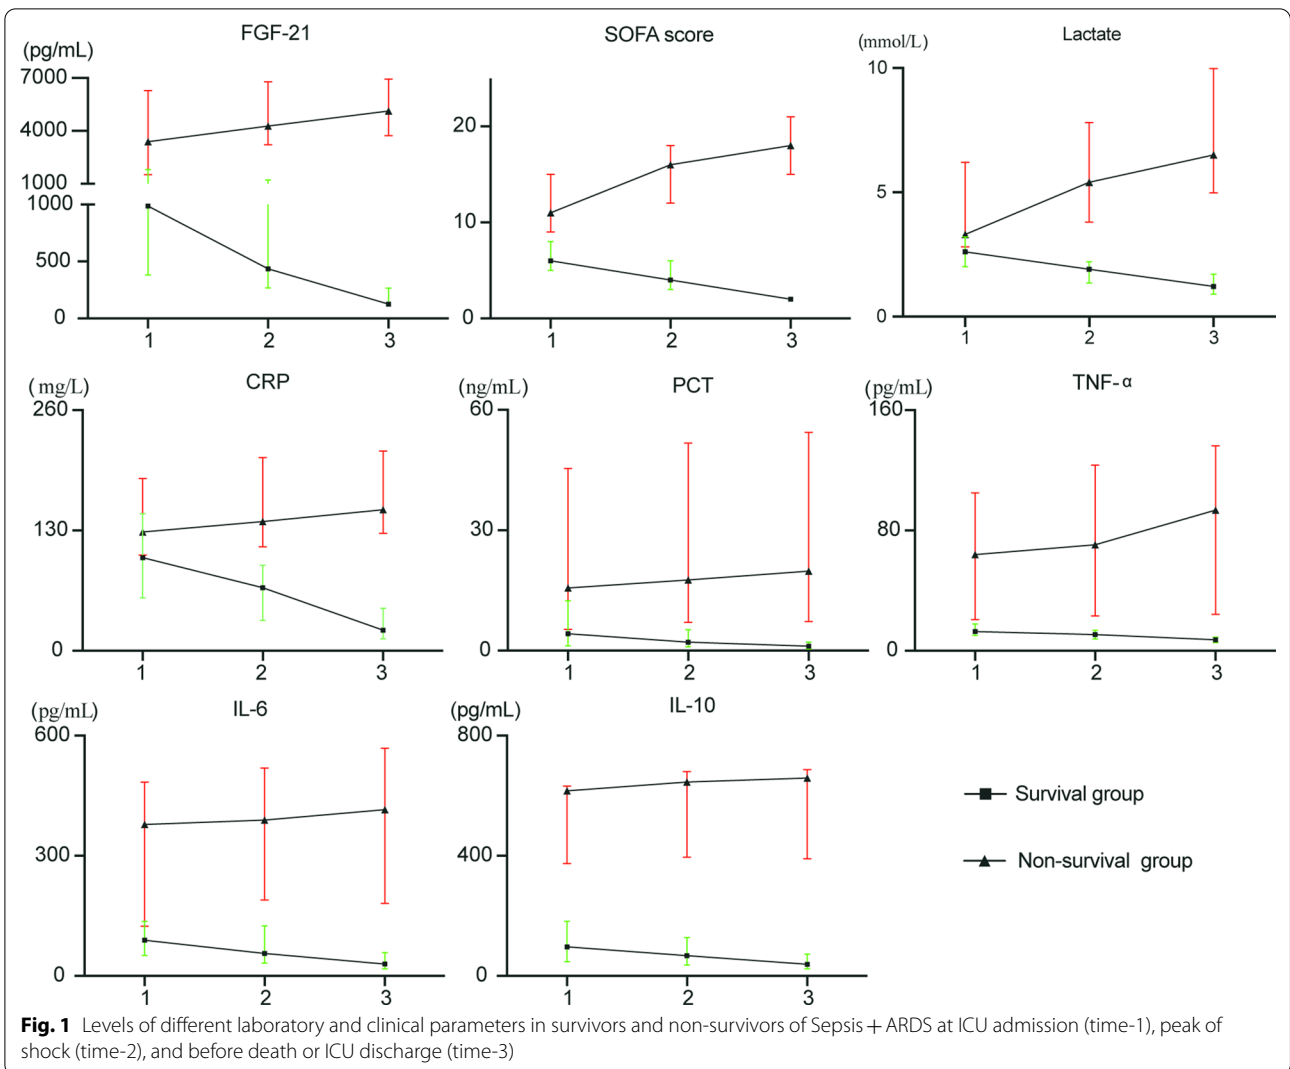 FGF-21
(pg/mL)
7000
4000
1000
1000
500
0
1 2 3
SOFA score
20
10
0
1 2 3
Lactate
(mmol/L)
10
5
0
1 2 3
CRP
(mg/L)
260
130
0
1 2 3
PCT
(ng/mL)
60
30
0
1 2 3
TNF-α
(pg/mL)
160
80
0
1 2 3
IL-6
(pg/mL)
600
300
0
1 2 3
IL-10
(pg/mL)
800
400
0
1 2 3
Survival group
Non-survival group
Fig. 1 Levels of different laboratory and clinical parameters in survivors and non-survivors of Sepsis + ARDS at ICU admission (time-1), peak of
shock (time-2), and before death or ICU discharge (time-3)